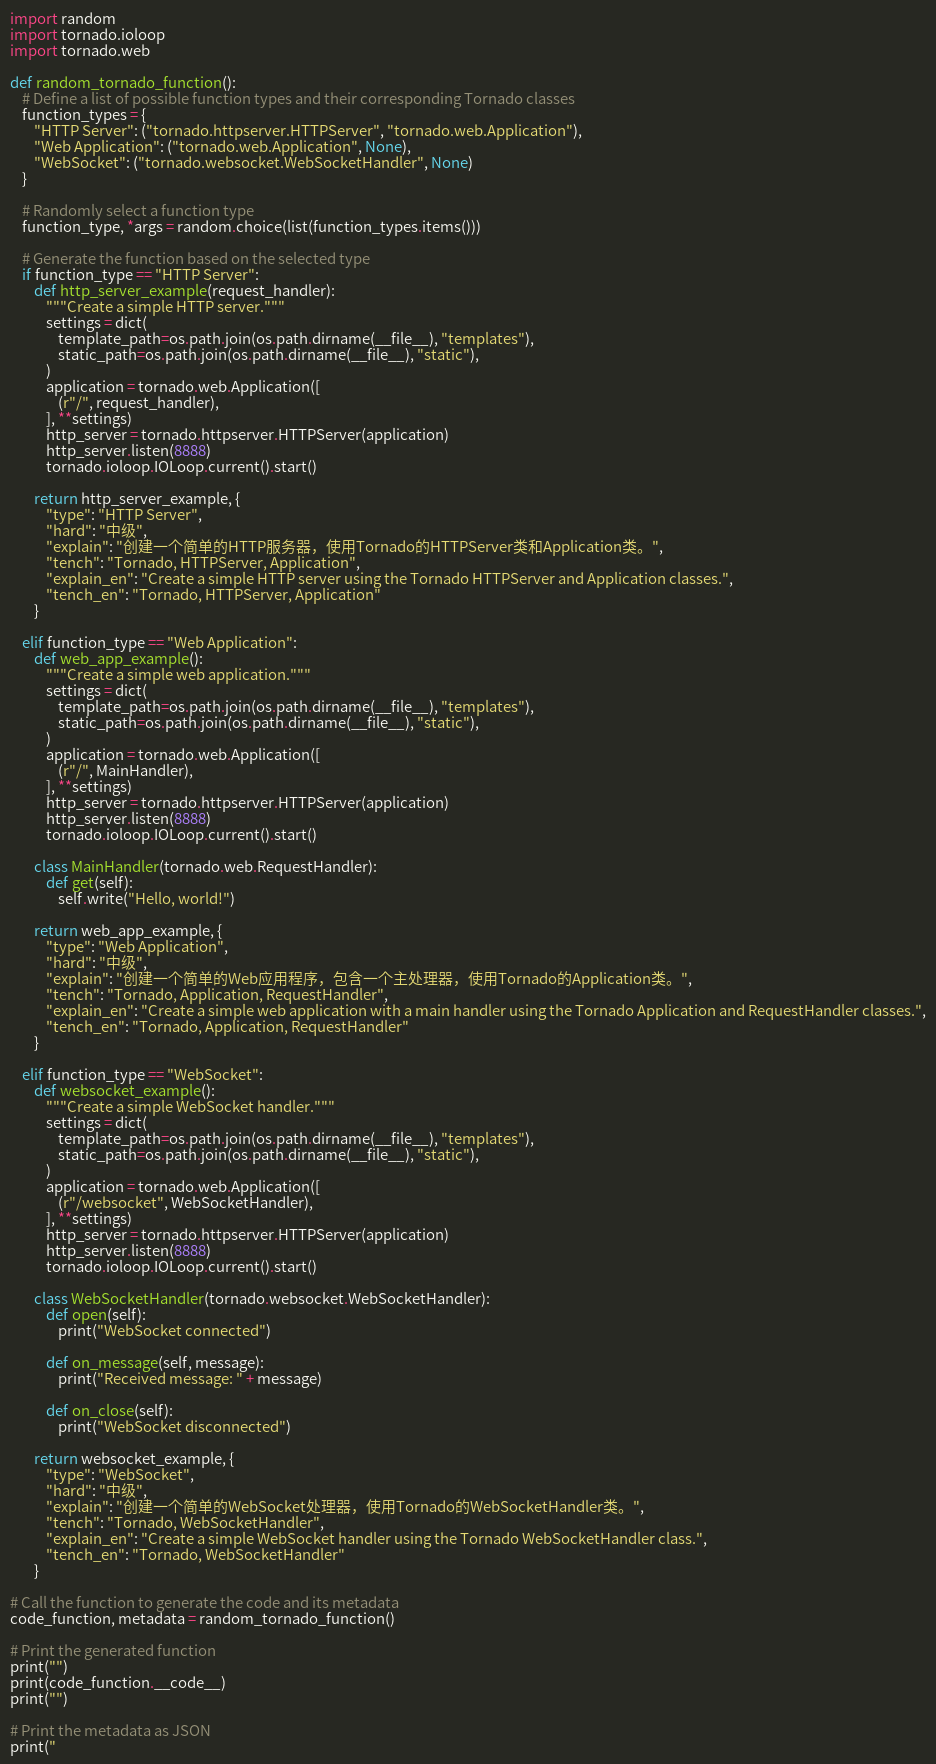 import random
import tornado.ioloop
import tornado.web

def random_tornado_function():
    # Define a list of possible function types and their corresponding Tornado classes
    function_types = {
        "HTTP Server": ("tornado.httpserver.HTTPServer", "tornado.web.Application"),
        "Web Application": ("tornado.web.Application", None),
        "WebSocket": ("tornado.websocket.WebSocketHandler", None)
    }

    # Randomly select a function type
    function_type, *args = random.choice(list(function_types.items()))

    # Generate the function based on the selected type
    if function_type == "HTTP Server":
        def http_server_example(request_handler):
            """Create a simple HTTP server."""
            settings = dict(
                template_path=os.path.join(os.path.dirname(__file__), "templates"),
                static_path=os.path.join(os.path.dirname(__file__), "static"),
            )
            application = tornado.web.Application([
                (r"/", request_handler),
            ], **settings)
            http_server = tornado.httpserver.HTTPServer(application)
            http_server.listen(8888)
            tornado.ioloop.IOLoop.current().start()

        return http_server_example, {
            "type": "HTTP Server",
            "hard": "中级",
            "explain": "创建一个简单的HTTP服务器，使用Tornado的HTTPServer类和Application类。",
            "tench": "Tornado, HTTPServer, Application",
            "explain_en": "Create a simple HTTP server using the Tornado HTTPServer and Application classes.",
            "tench_en": "Tornado, HTTPServer, Application"
        }

    elif function_type == "Web Application":
        def web_app_example():
            """Create a simple web application."""
            settings = dict(
                template_path=os.path.join(os.path.dirname(__file__), "templates"),
                static_path=os.path.join(os.path.dirname(__file__), "static"),
            )
            application = tornado.web.Application([
                (r"/", MainHandler),
            ], **settings)
            http_server = tornado.httpserver.HTTPServer(application)
            http_server.listen(8888)
            tornado.ioloop.IOLoop.current().start()

        class MainHandler(tornado.web.RequestHandler):
            def get(self):
                self.write("Hello, world!")

        return web_app_example, {
            "type": "Web Application",
            "hard": "中级",
            "explain": "创建一个简单的Web应用程序，包含一个主处理器，使用Tornado的Application类。",
            "tench": "Tornado, Application, RequestHandler",
            "explain_en": "Create a simple web application with a main handler using the Tornado Application and RequestHandler classes.",
            "tench_en": "Tornado, Application, RequestHandler"
        }

    elif function_type == "WebSocket":
        def websocket_example():
            """Create a simple WebSocket handler."""
            settings = dict(
                template_path=os.path.join(os.path.dirname(__file__), "templates"),
                static_path=os.path.join(os.path.dirname(__file__), "static"),
            )
            application = tornado.web.Application([
                (r"/websocket", WebSocketHandler),
            ], **settings)
            http_server = tornado.httpserver.HTTPServer(application)
            http_server.listen(8888)
            tornado.ioloop.IOLoop.current().start()

        class WebSocketHandler(tornado.websocket.WebSocketHandler):
            def open(self):
                print("WebSocket connected")

            def on_message(self, message):
                print("Received message: " + message)

            def on_close(self):
                print("WebSocket disconnected")

        return websocket_example, {
            "type": "WebSocket",
            "hard": "中级",
            "explain": "创建一个简单的WebSocket处理器，使用Tornado的WebSocketHandler类。",
            "tench": "Tornado, WebSocketHandler",
            "explain_en": "Create a simple WebSocket handler using the Tornado WebSocketHandler class.",
            "tench_en": "Tornado, WebSocketHandler"
        }

# Call the function to generate the code and its metadata
code_function, metadata = random_tornado_function()

# Print the generated function
print("")
print(code_function.__code__)
print("")

# Print the metadata as JSON
print("